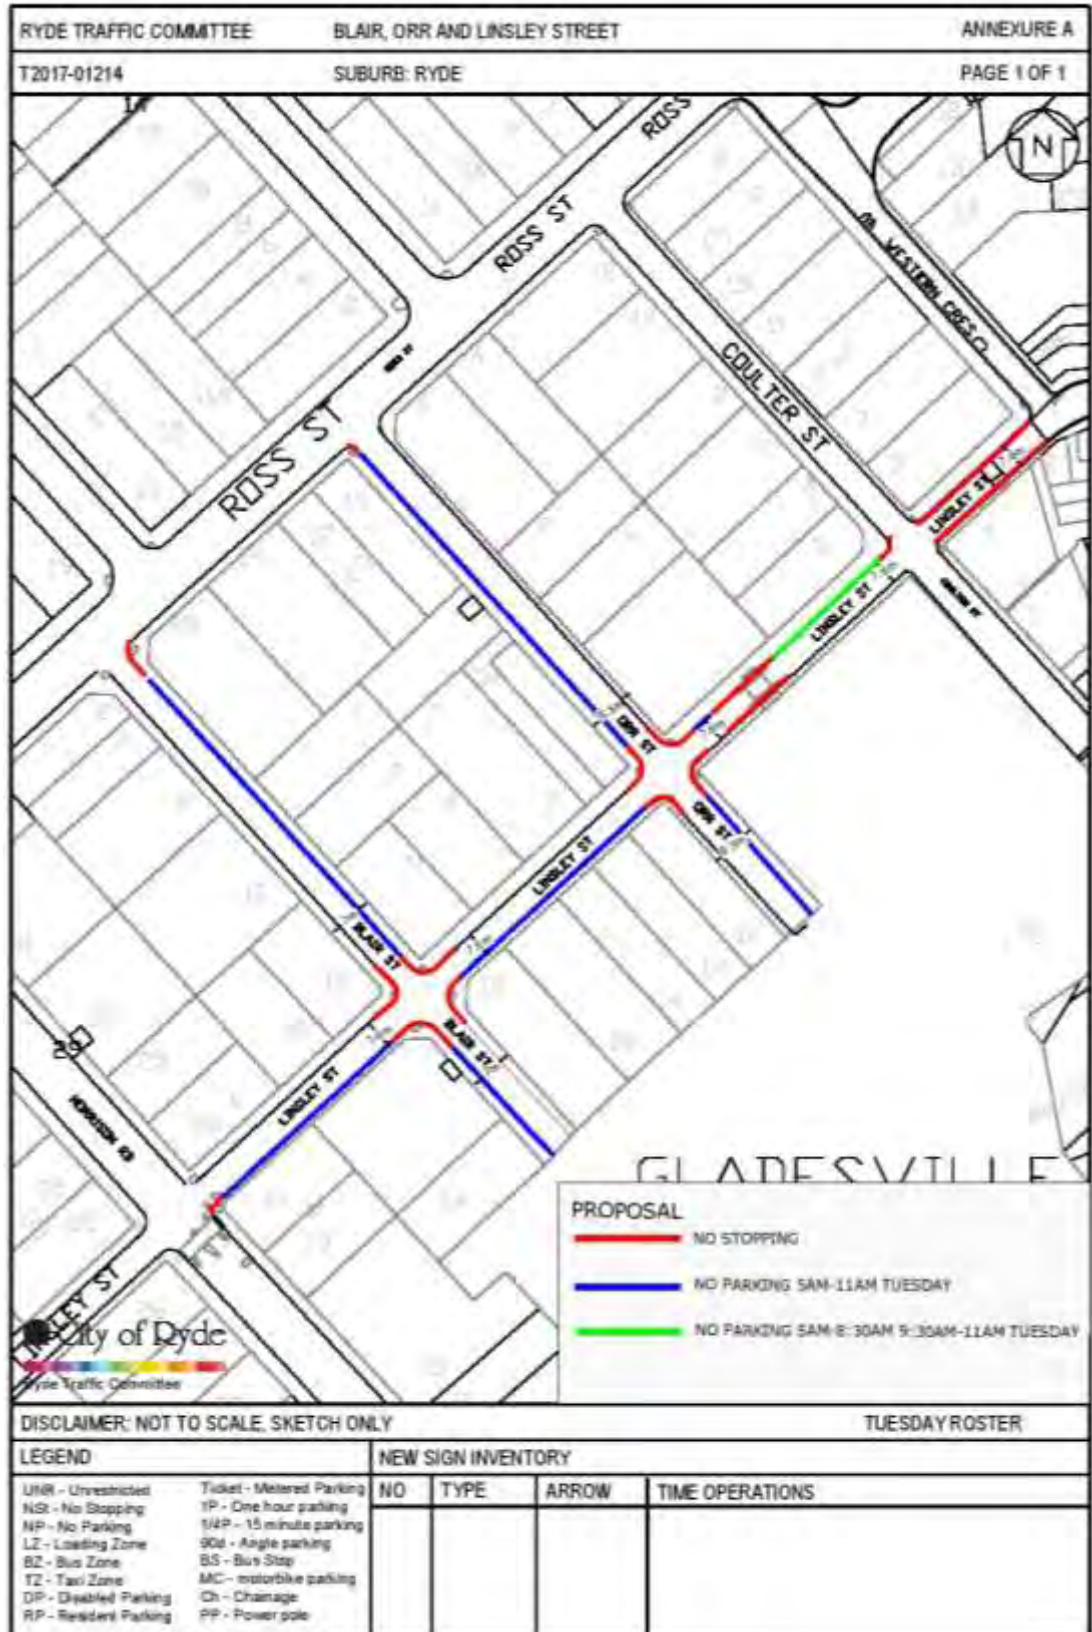 RYDE TRAFFIC COMMITTEE BLAIR, ORR AND LINSLEY STREET ANNEXURE A
T2017-01214 SUBURB: RYDE PAGE 1 OF 1
ROSS
N
ROSS ST
WESTERN CRES
COULTER ST
ROSS ST
LINSLEY ST
LINSLEY ST
ORR ST
ORR ST
LINSLEY ST
BLAIR ST
BLAIR ST
LINSLEY ST
29
MORRISON RD
GLADESVILLE
PROPOSAL
NO STOPPING
NO PARKING 5AM-11AM TUESDAY
NO PARKING 5AM-8:30AM 9:30AM-11AM TUESDAY
City of Ryde
Ryde Traffic Committee
DISCLAIMER: NOT TO SCALE, SKETCH ONLY TUESDAY ROSTER
LEGEND NEW SIGN INVENTORY
NO TYPE ARROW TIME OPERATIONS
UNR - Unrestricted Ticket - Metered Parking
NSt - No Stopping 1P - One hour parking
NP - No Parking 1/4P - 15 minute parking
LZ - Loading Zone 90d - Angle parking
BZ - Bus Zone BS - Bus Stop
TZ - Taxi Zone MC - motorbike parking
DP - Disabled Parking Ch - Chainage
RP - Resident Parking PP - Power pole